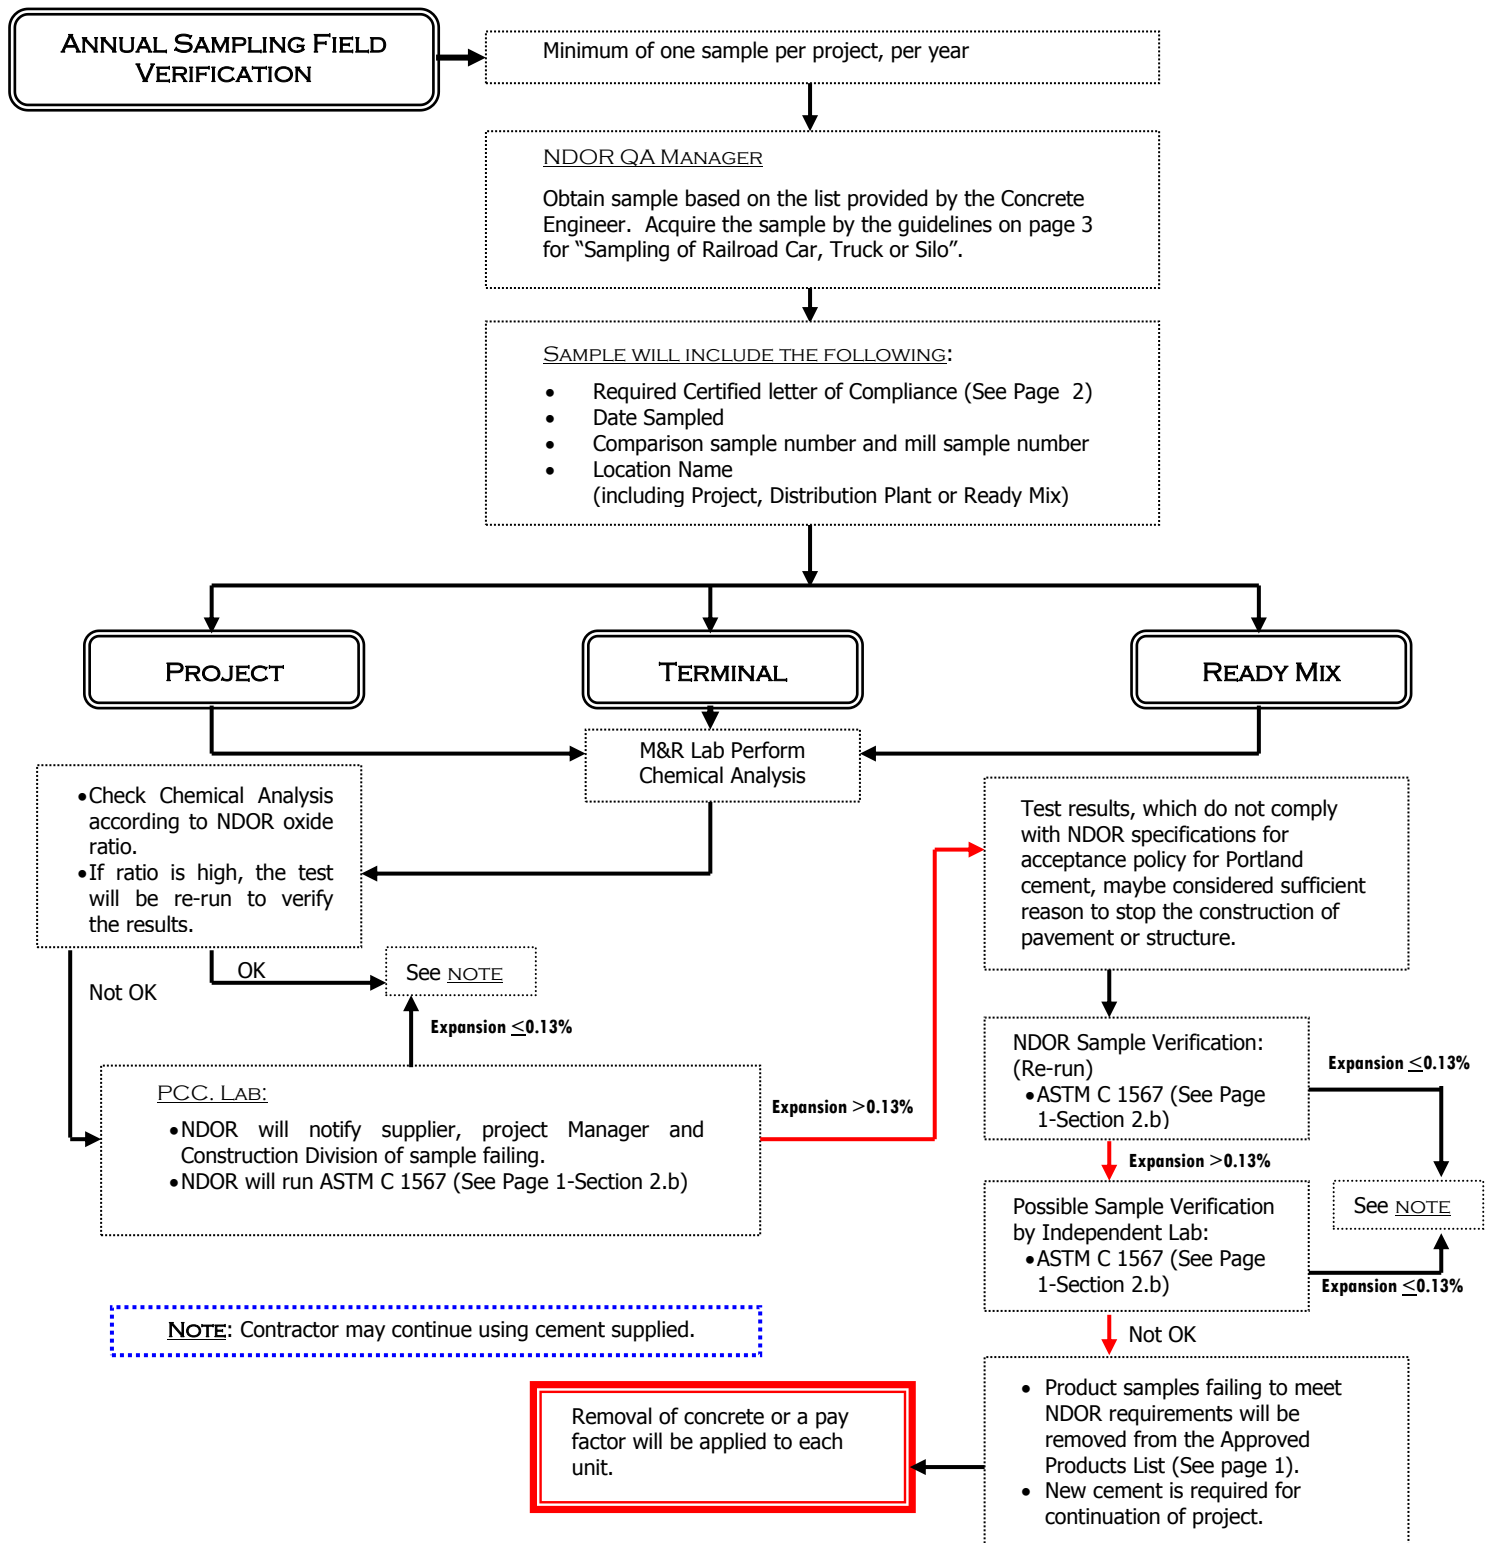 ANNUAL SAMPLING FIELD
VERIFICATION
Minimum of one sample per project, per year
NDOR QA MANAGER
Obtain sample based on the list provided by the Concrete
Engineer.  Acquire the sample by the guidelines on page 3
for “Sampling of Railroad Car, Truck or Silo”.
SAMPLE WILL INCLUDE THE FOLLOWING:
• Required Certified letter of Compliance (See Page  2)
• Date Sampled
• Comparison sample number and mill sample number
• Location Name
(including Project, Distribution Plant or Ready Mix)
PROJECT
TERMINAL
READY MIX
M&R Lab Perform
Chemical Analysis
•Check Chemical Analysis
according to NDOR oxide
ratio.
•If ratio is high, the test
will be re-run to verify
the results.
Test results, which do not comply
with NDOR specifications for
acceptance policy for Portland
cement, maybe considered sufficient
reason to stop the construction of
pavement or structure.
OK
Not OK
See NOTE
Expansion ≤0.13%
PCC. LAB:
•NDOR will notify supplier, project Manager and
Construction Division of sample failing.
•NDOR will run ASTM C 1567 (See Page 1-Section 2.b)
Expansion >0.13%
NDOR Sample Verification:
(Re-run)
•ASTM C 1567 (See Page
1-Section 2.b)
Expansion ≤0.13%
Expansion >0.13%
Possible Sample Verification
by Independent Lab:
•ASTM C 1567 (See Page
1-Section 2.b)
See NOTE
Expansion ≤0.13%
Not OK
NOTE: Contractor may continue using cement supplied.
• Product samples failing to meet
NDOR requirements will be
removed from the Approved
Products List (See page 1).
• New cement is required for
continuation of project.
Removal of concrete or a pay
factor will be applied to each
unit.